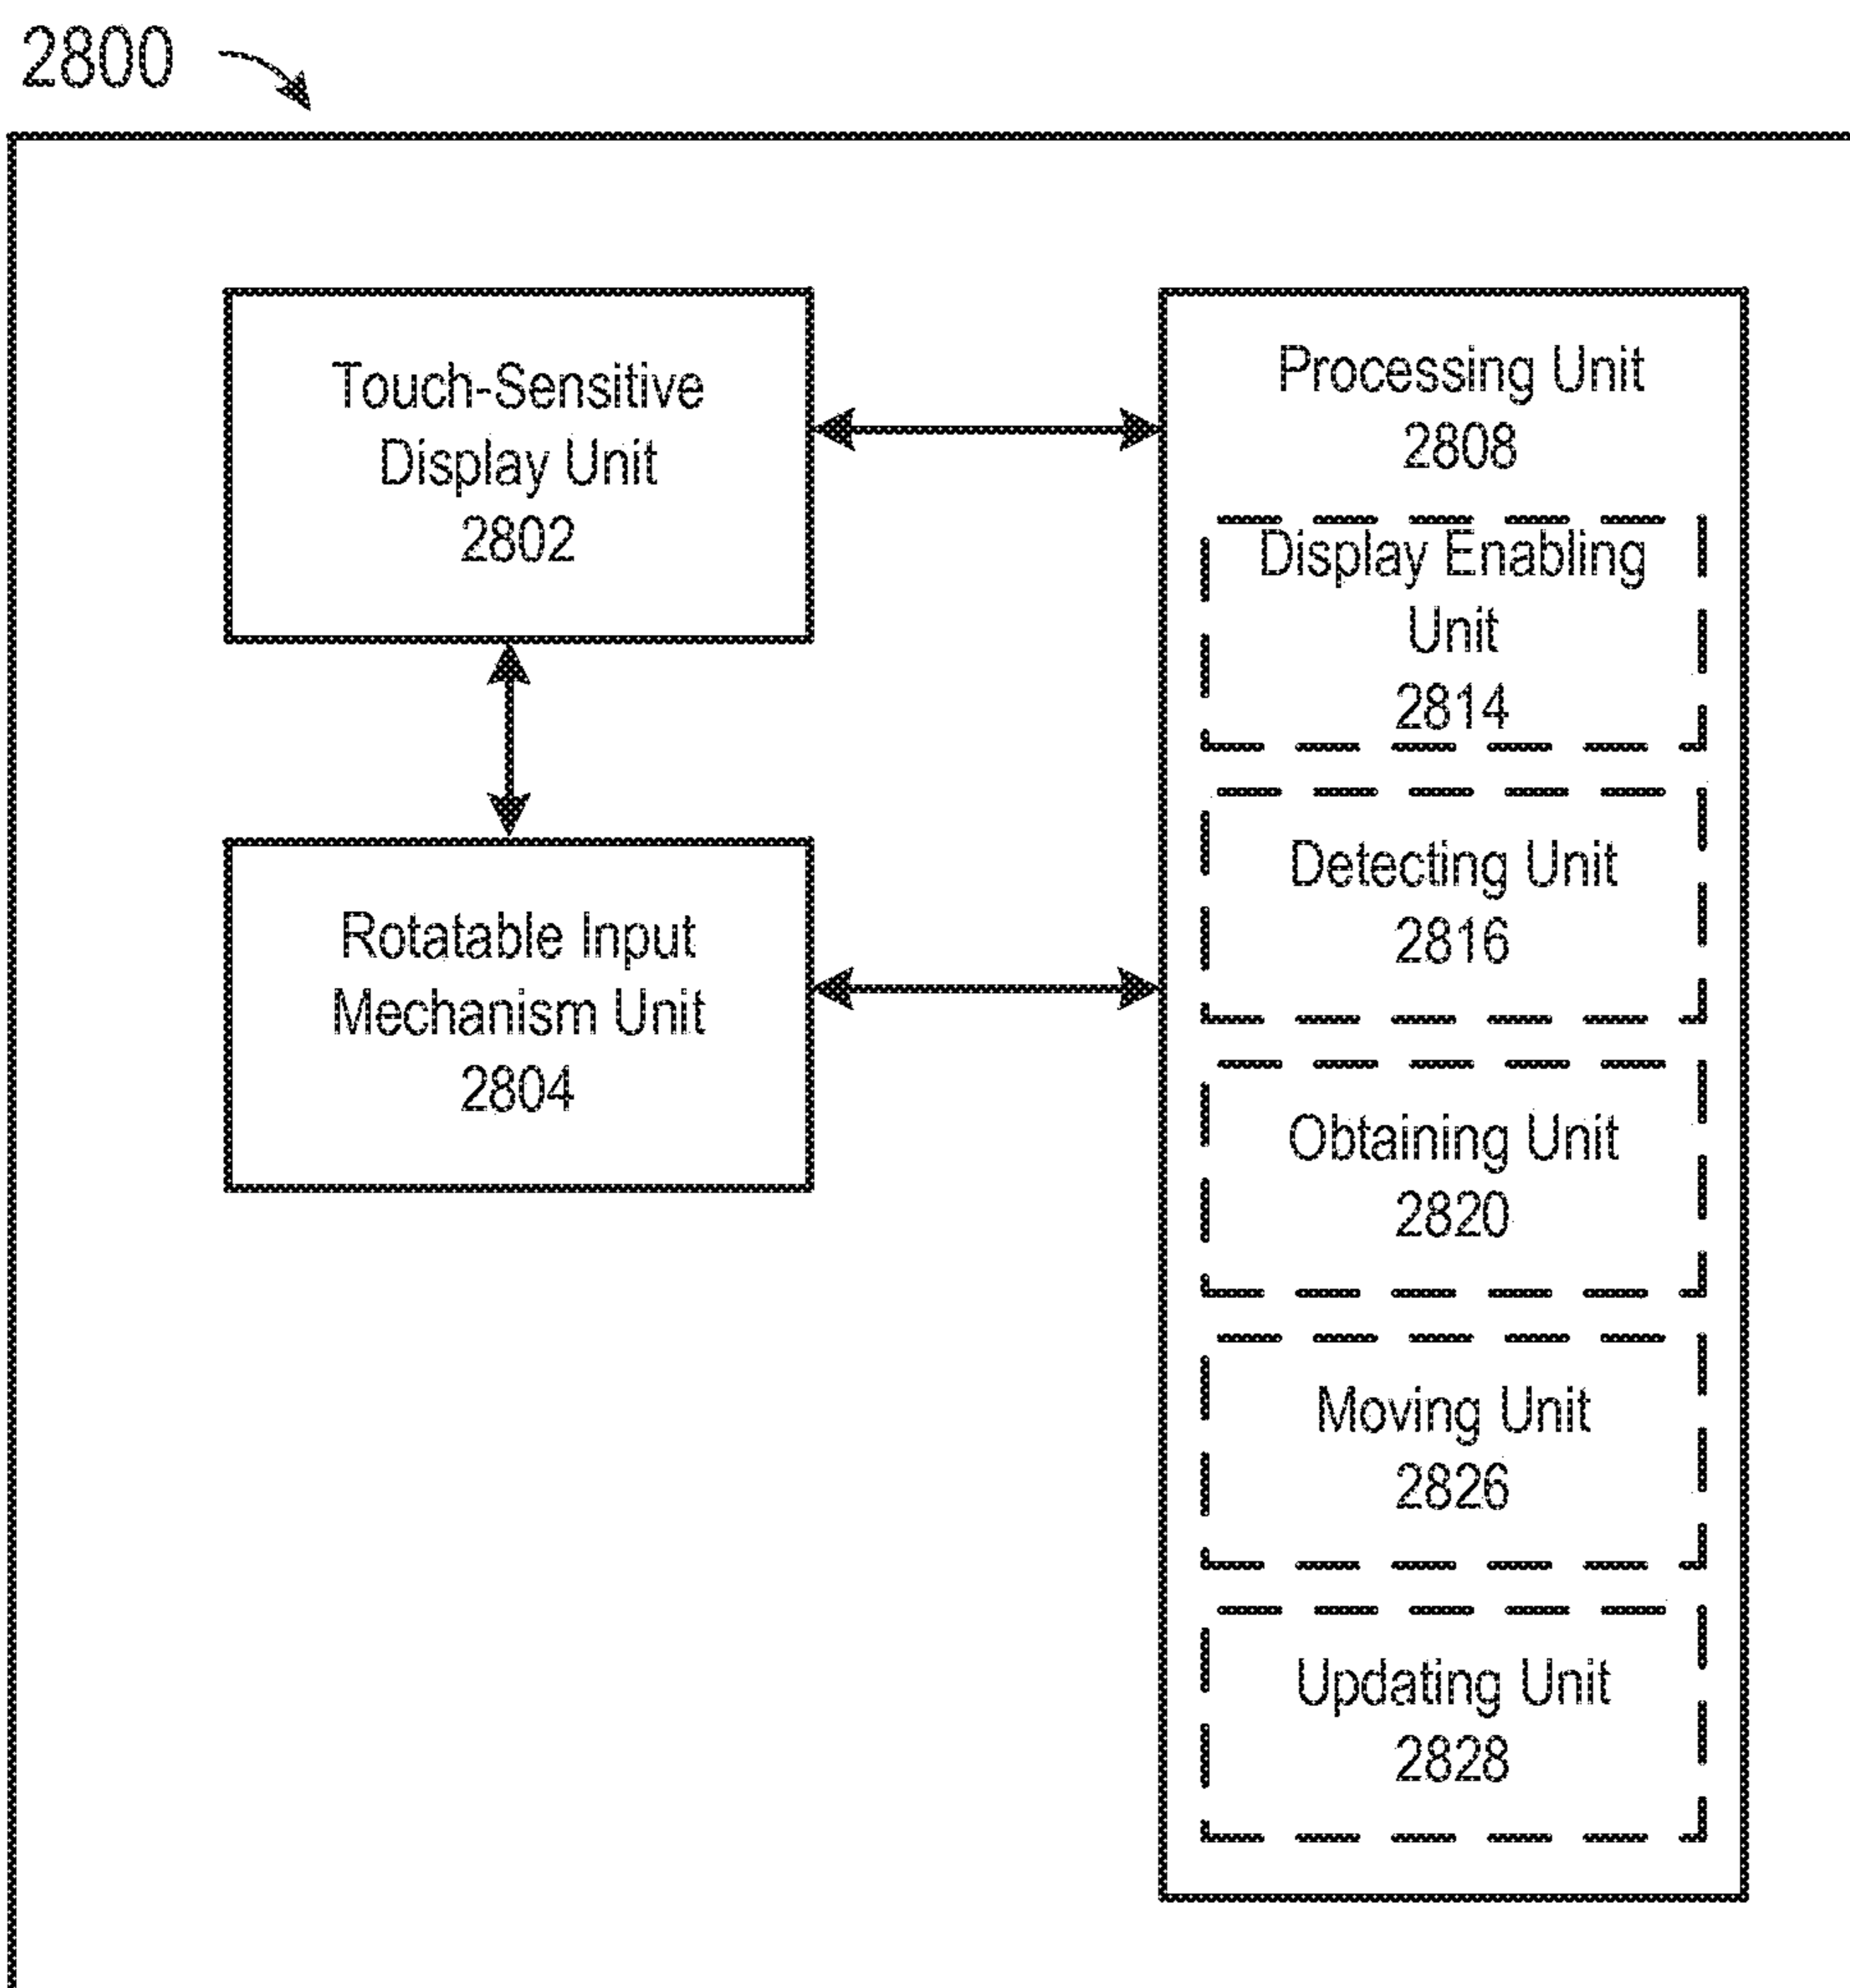 2800
Touch-Sensitive
Display Unit
2802
Rotatable Input
Mechanism Unit
2804
Processing Unit
2808
Display Enabling
Unit
2814
Detecting Unit
2816
Obtaining Unit
2820
Moving Unit
2826
Updating Unit
2828